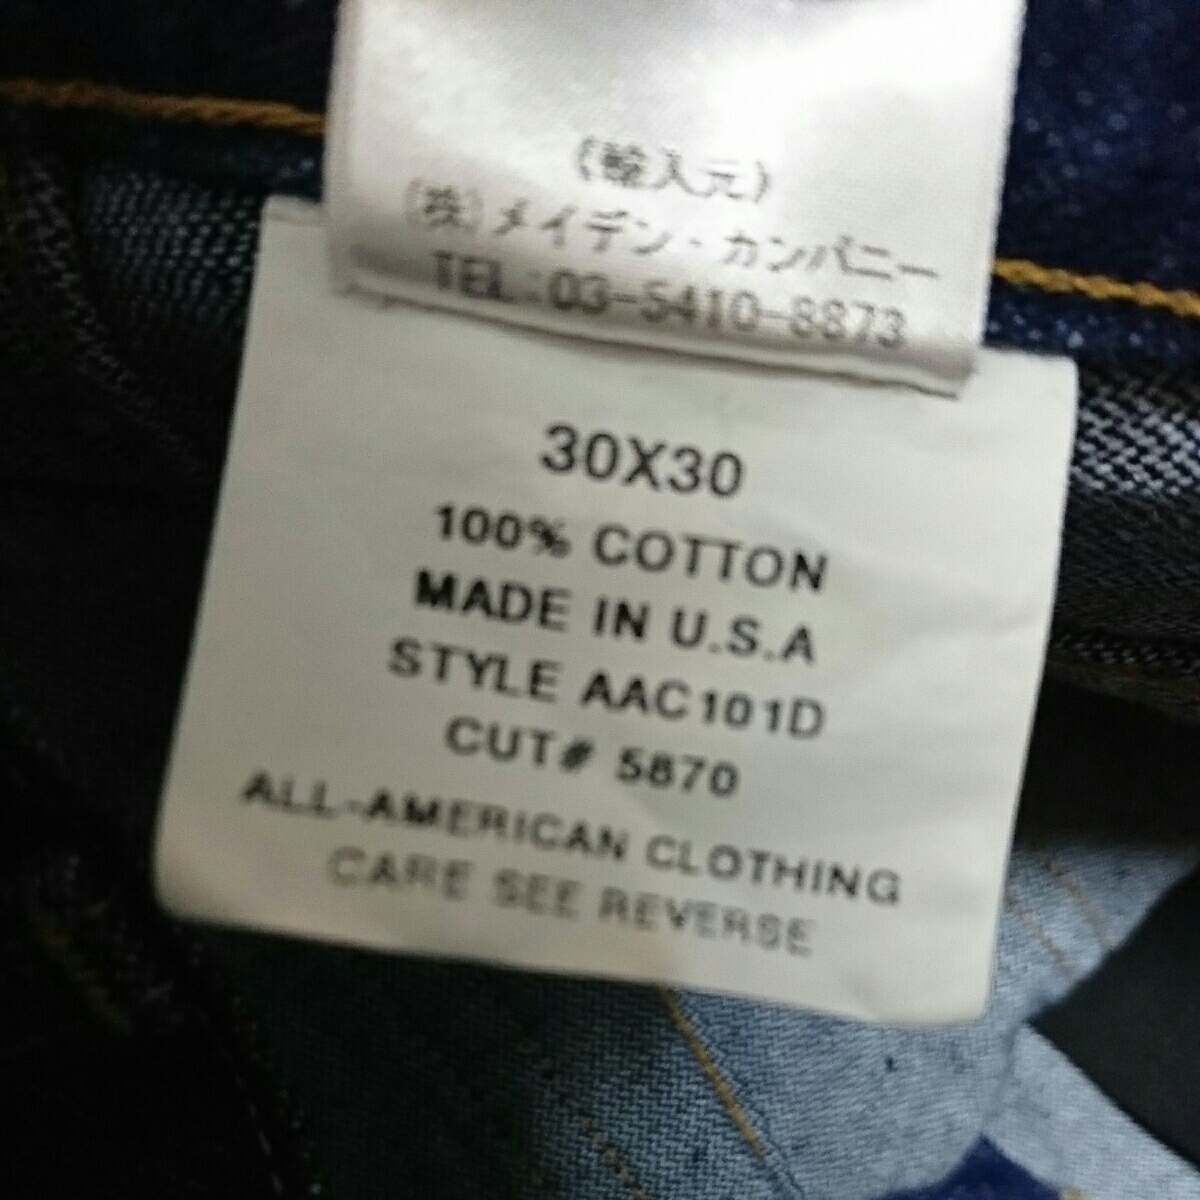 (輸入元)
(株)メイデン・カンパニー
TEL:03-5410-8873
30X30
100% COTTON
MADE IN U.S.A
STYLE AAC101D
CUT# 5870
ALL-AMERICAN CLOTHING
CARE SEE REVERSE